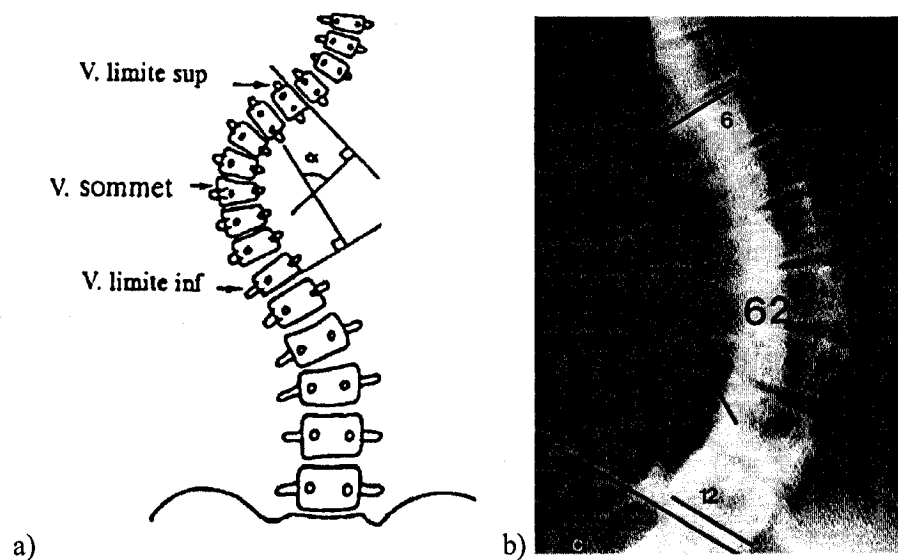 V. limite sup
α
V. sommet
V. limite inf
a)
6
62
12
c
b)